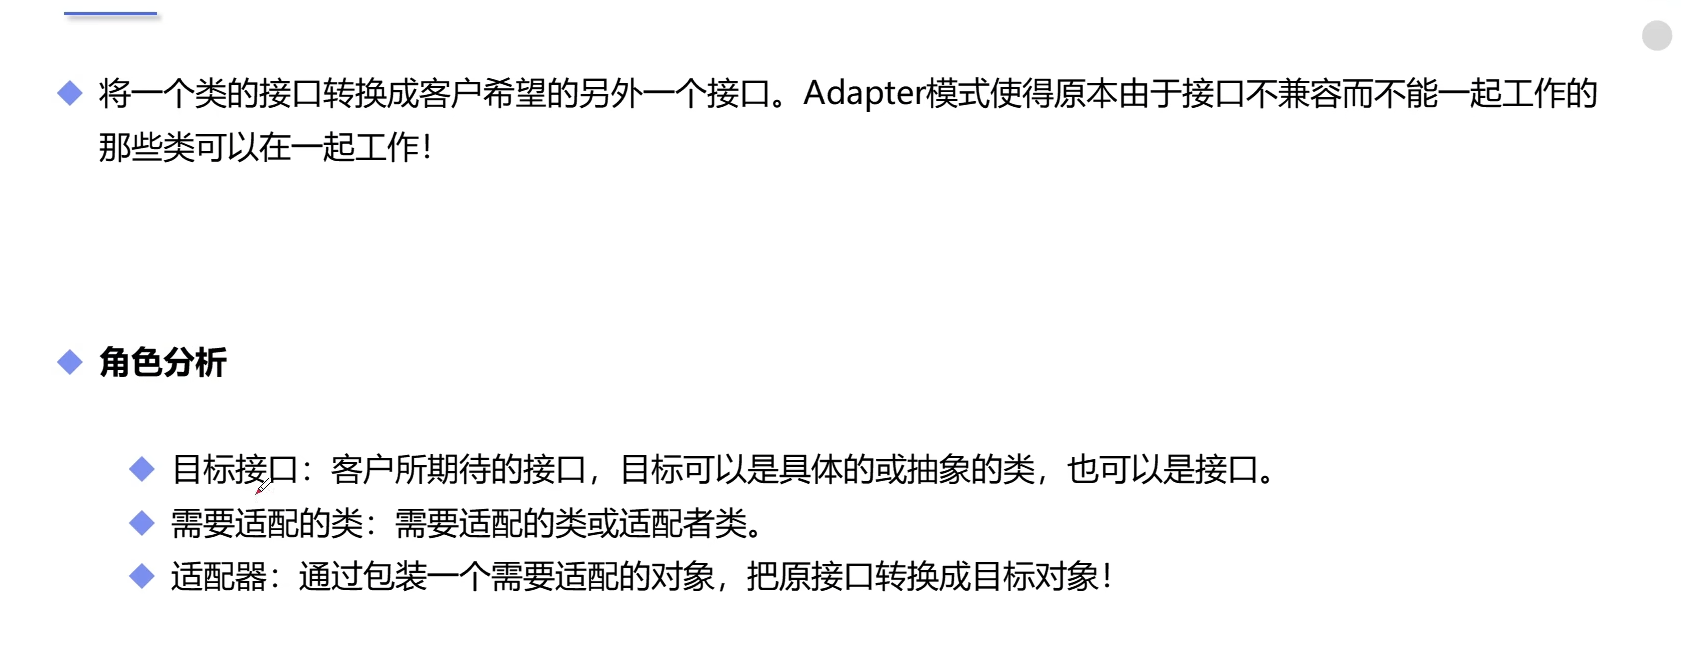 将一个类的接口转换成客户希望的另外一个接口。Adapter模式使得原本由于接口不兼容而不能一起工作的
那些类可以在一起工作！
角色分析
目标接口：客户所期待的接口，目标可以是具体的或抽象的类，也可以是接口。
需要适配的类：需要适配的类或适配者类。
适配器：通过包装一个需要适配的对象，把原接口转换成目标对象！